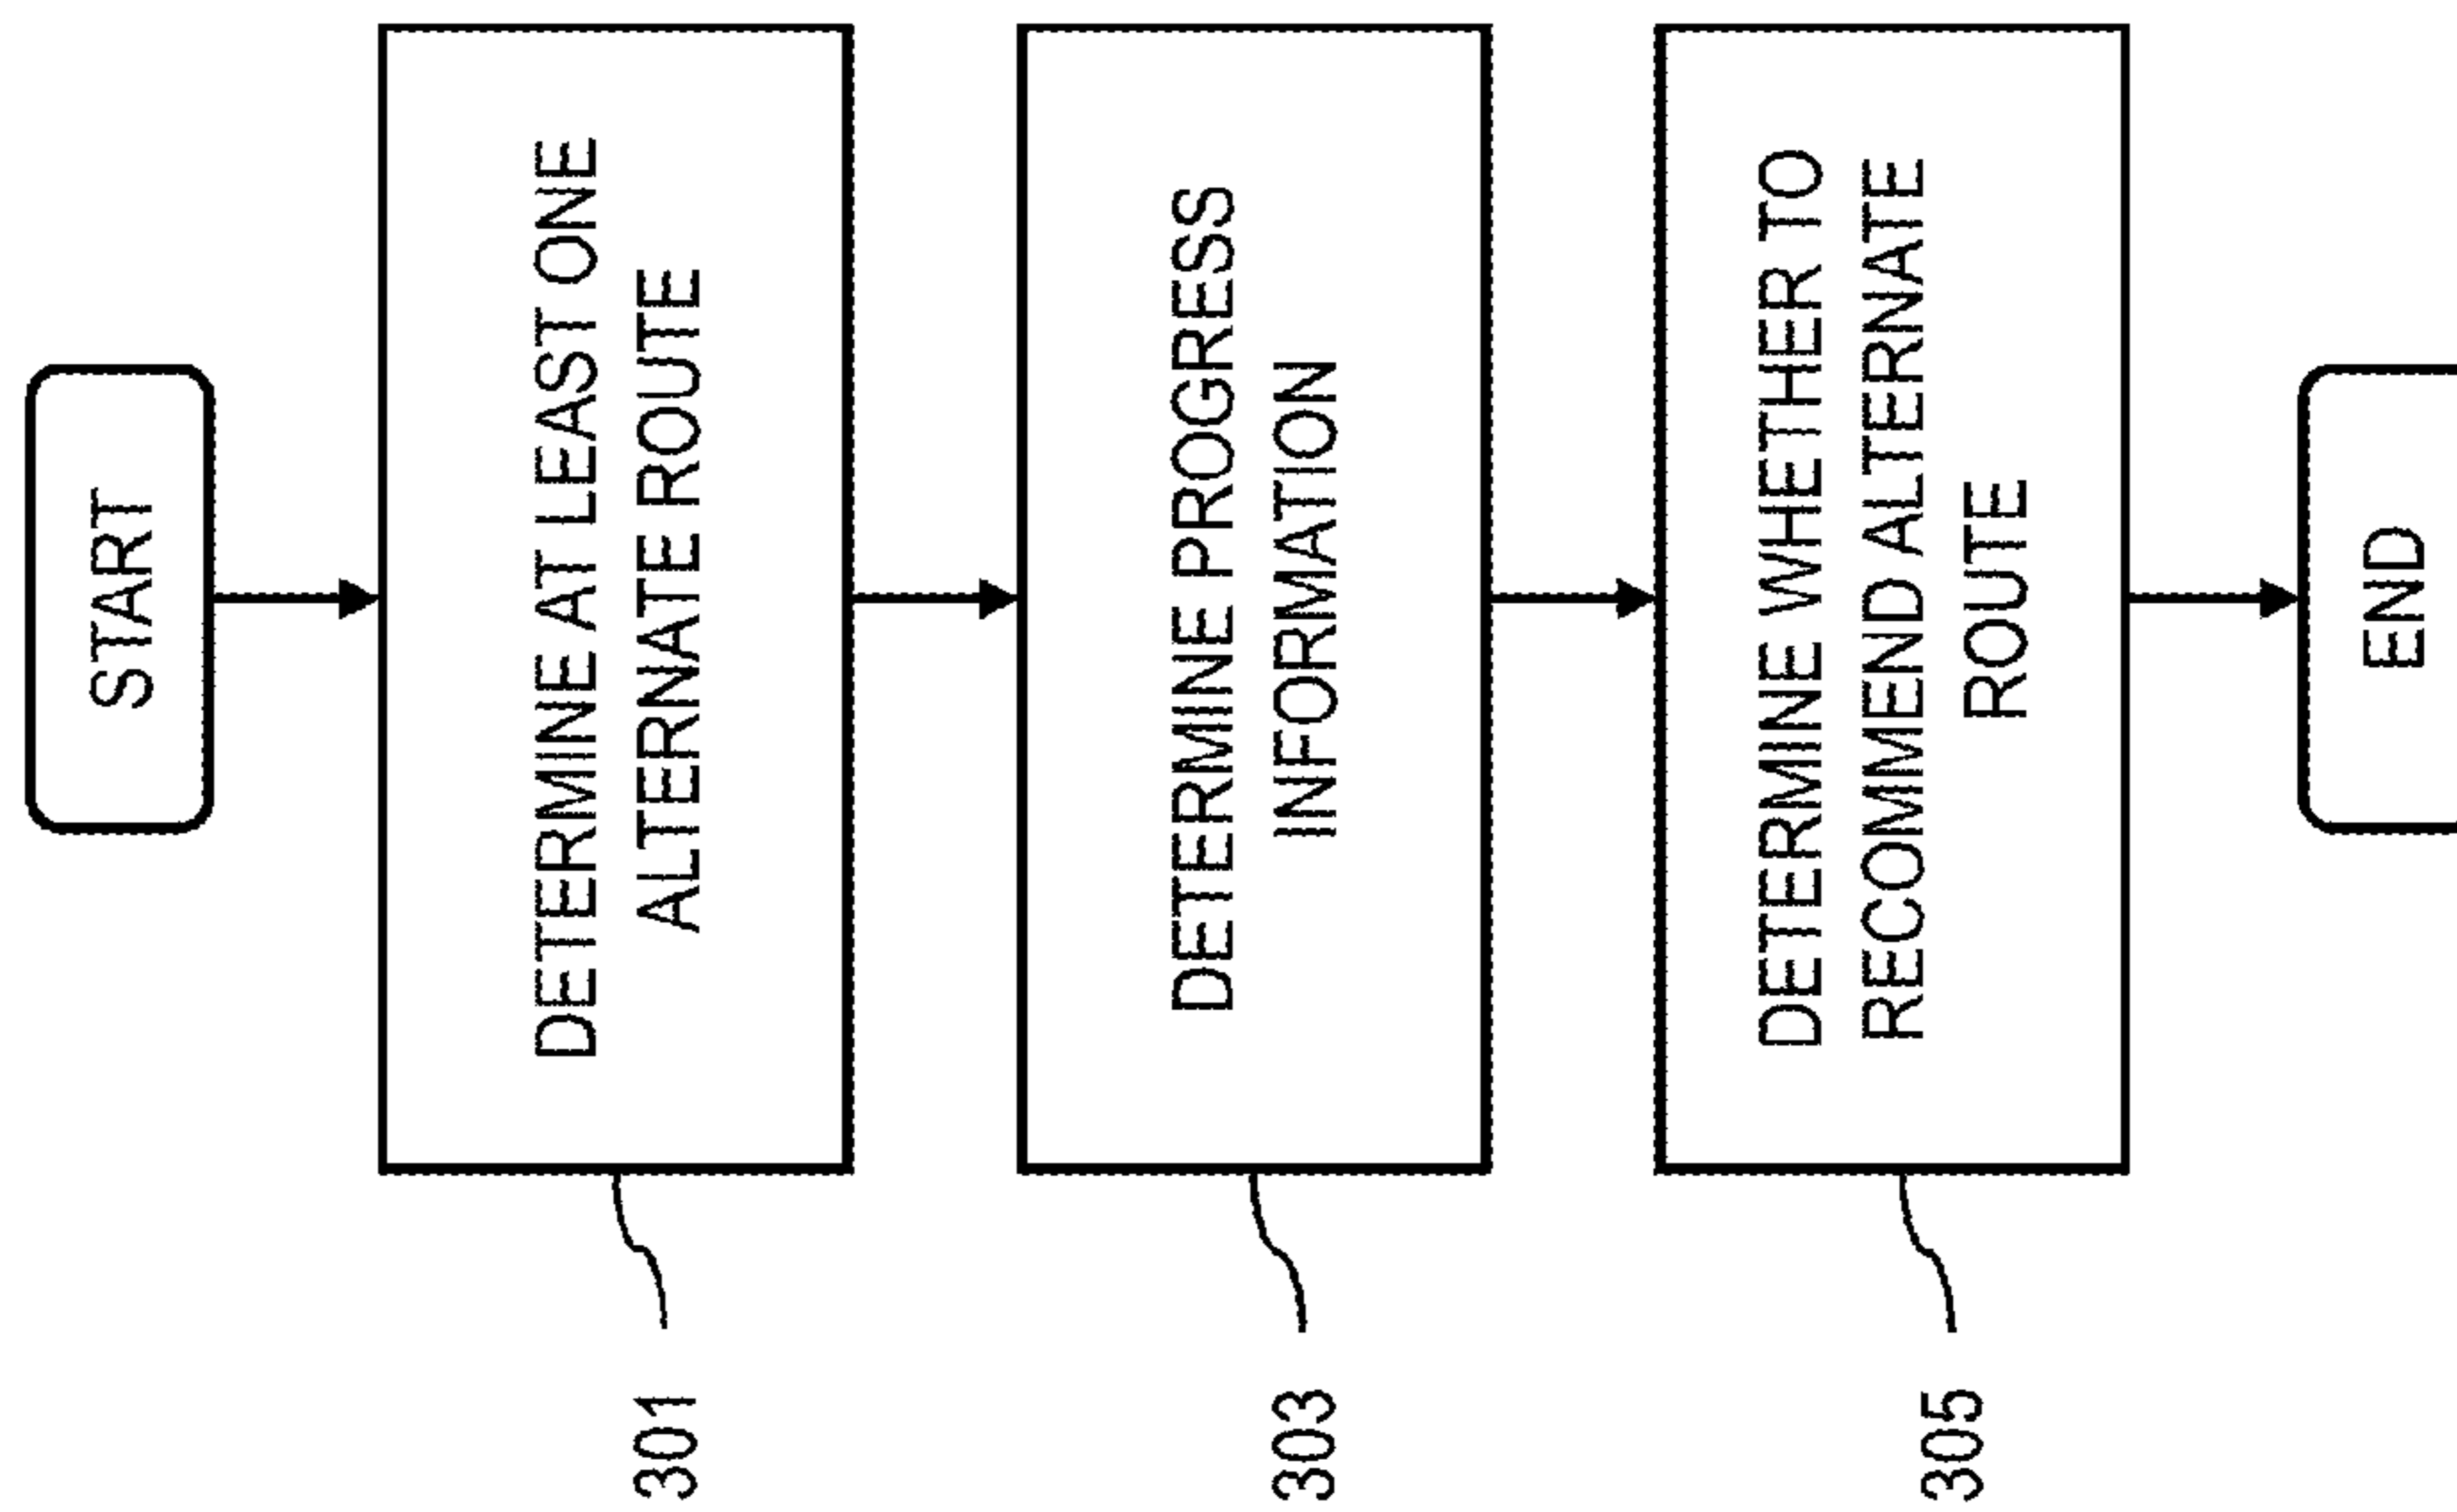 START
DETERMINE AT LEAST ONE
ALTERNATE ROUTE
301
DETERMINE PROGRESS
INFORMATION
303
DETERMINE WHETHER TO
RECOMMEND ALTERNATE
ROUTE
305
END